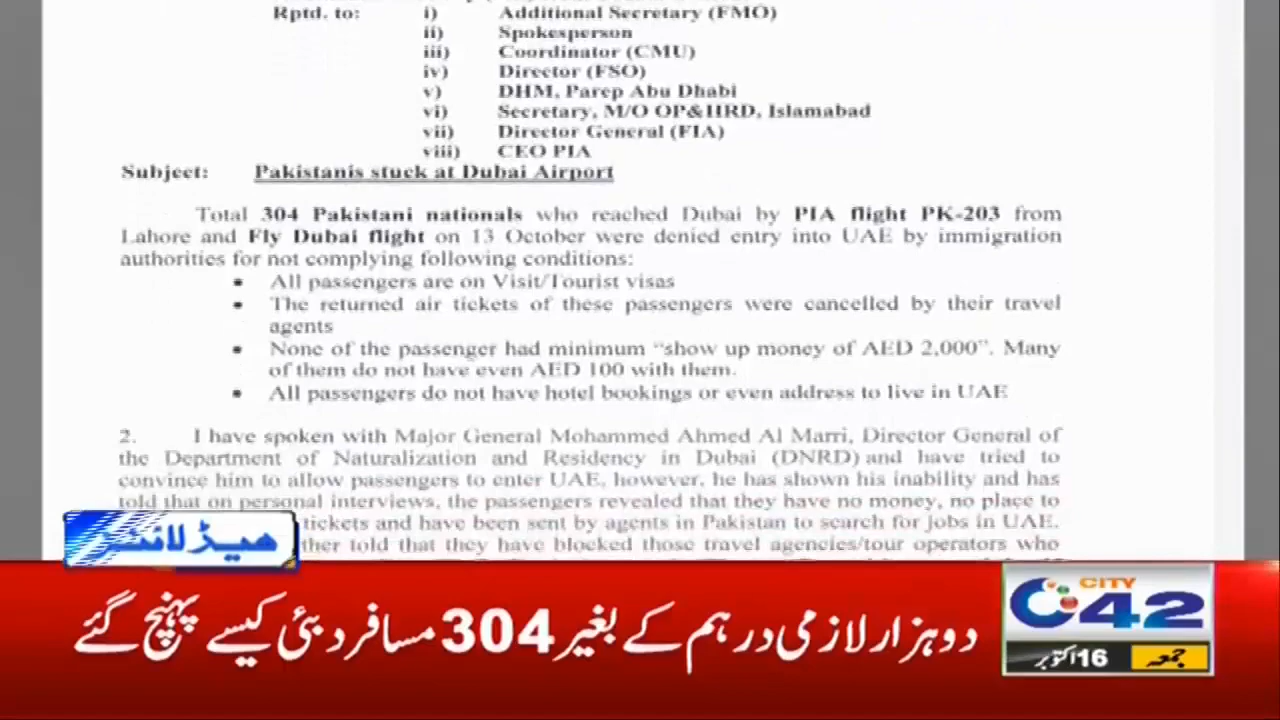 Rptd. to: i) Additional Secretary (FMO)
ii) Spokesperson
iii) Coordinator (CMU)
iv) Director (FSO)
v) DHM, Parep Abu Dhabi
vi) Secretary, M/O OP&HRD, Islamabad
vii) Director General (FIA)
viii) CEO PIA
Subject: Pakistanis stuck at Dubai Airport
Total 304 Pakistani nationals who reached Dubai by PIA flight PK-203 from
Lahore and Fly Dubai flight on 13 October were denied entry into UAE by immigration
authorities for not complying following conditions:
• All passengers are on Visit/Tourist visas
• The returned air tickets of these passengers were cancelled by their travel
agents
• None of the passenger had minimum “show up money of AED 2,000”. Many
of them do not have even AED 100 with them.
• All passengers do not have hotel bookings or even address to live in UAE
2. I have spoken with Major General Mohammed Ahmed Al Marri, Director General of
the Department of Naturalization and Residency in Dubai (DNRD) and have tried to
convince him to allow passengers to enter UAE, however, he has shown his inability and has
told that on personal interviews, the passengers revealed that they have no money, no place to
tickets and have been sent by agents in Pakistan to search for jobs in UAE.
ther told that they have blocked those travel agencies/tour operators who
ہیڈلائنز
دو ہزار لازمی درہم کے بغیر 304 مسافر دبئی کیسے پہنچ گئے
CITY
42
جمعہ 16 اکتوبر